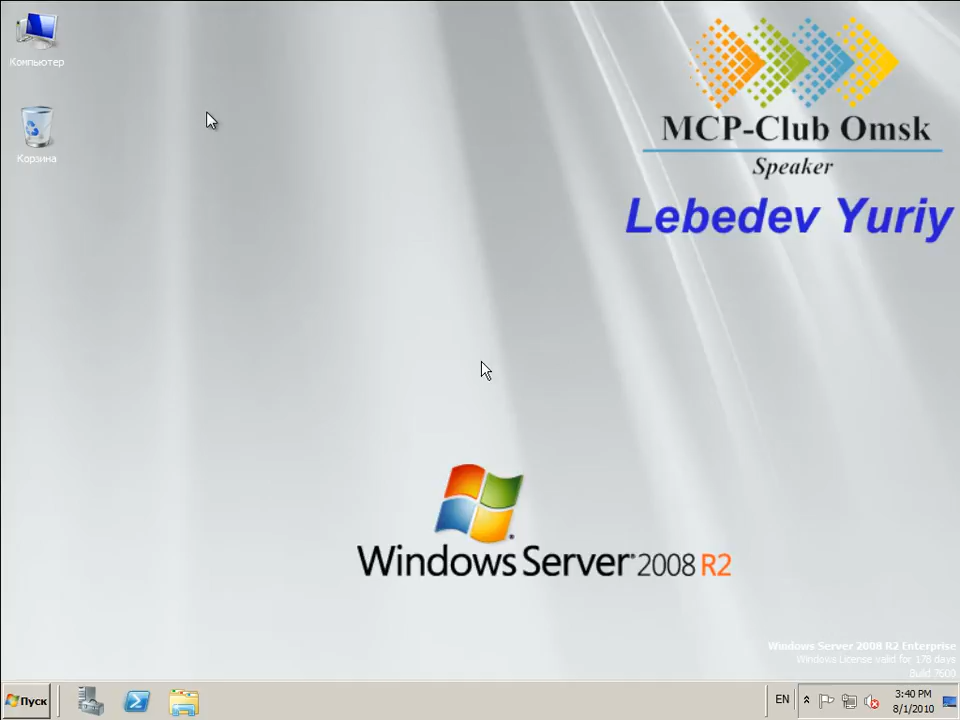 Компьютер
Корзина
MCP-Club Omsk
Speaker
Lebedev Yuriy
Windows Server 2008 R2
Windows Server 2008 R2 Enterprise
Windows License valid for 178 days
Build 7600
Пуск
EN
3:40 PM
8/1/2010